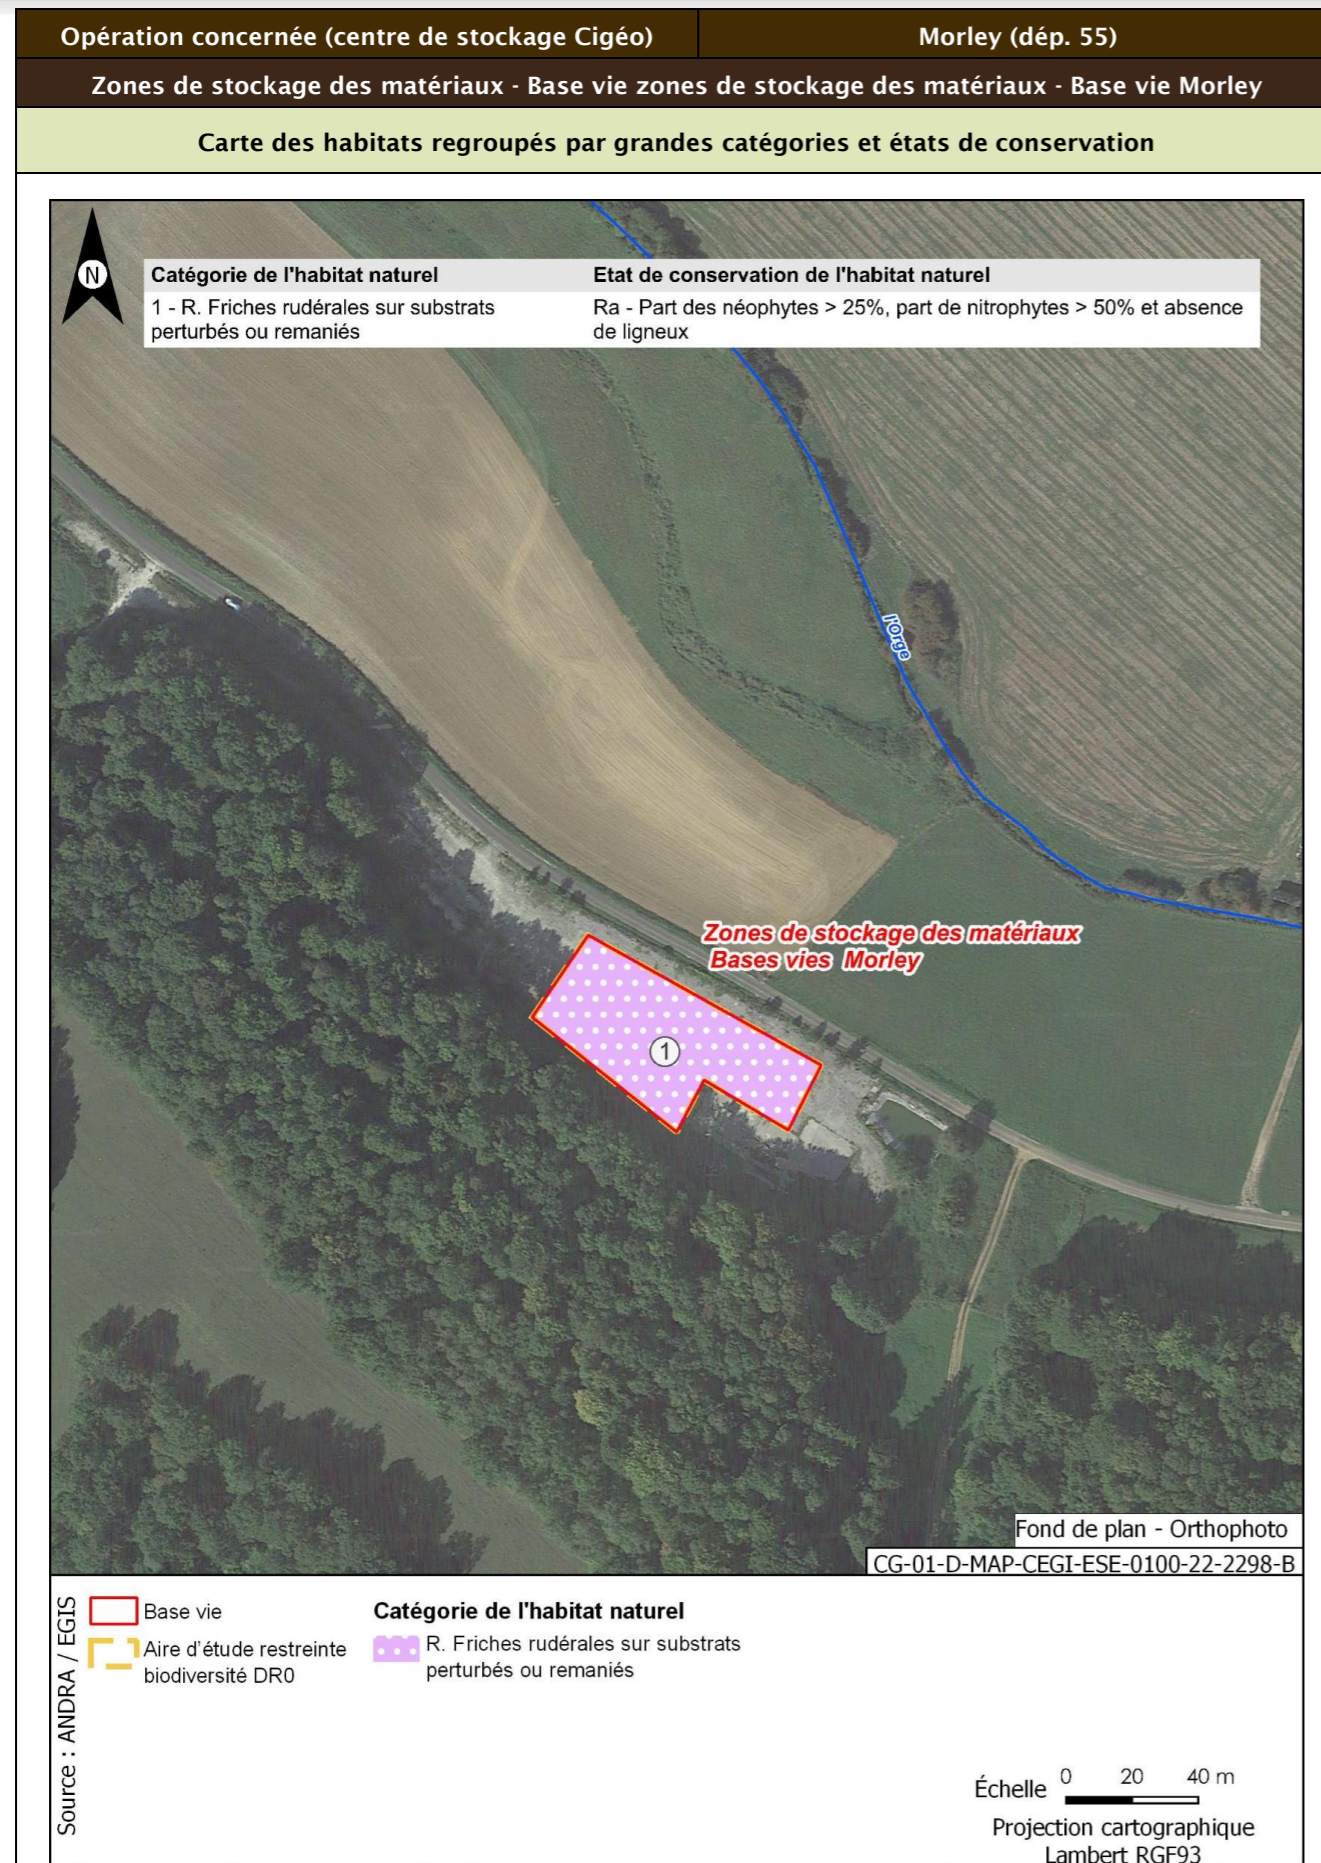 Opération concernée (centre de stockage Cigéo)
Morley (dép. 55)
Zones de stockage des matériaux - Base vie zones de stockage des matériaux - Base vie Morley
Carte des habitats regroupés par grandes catégories et états de conservation
N
Catégorie de l'habitat naturel
Etat de conservation de l'habitat naturel
1 - R. Friches rudérales sur substrats
perturbés ou remaniés
Ra - Part des néophytes > 25%, part de nitrophytes > 50% et absence
de ligneux
l'Orge
Zones de stockage des matériaux
Bases vies Morley
1
Fond de plan - Orthophoto
CG-01-D-MAP-CEGI-ESE-0100-22-2298-B
Source : ANDRA / EGIS
Base vie
Aire d'étude restreinte
biodiversité DR0
Catégorie de l'habitat naturel
R. Friches rudérales sur substrats
perturbés ou remaniés
Échelle 0 20 40 m
Projection cartographique
Lambert RGF93